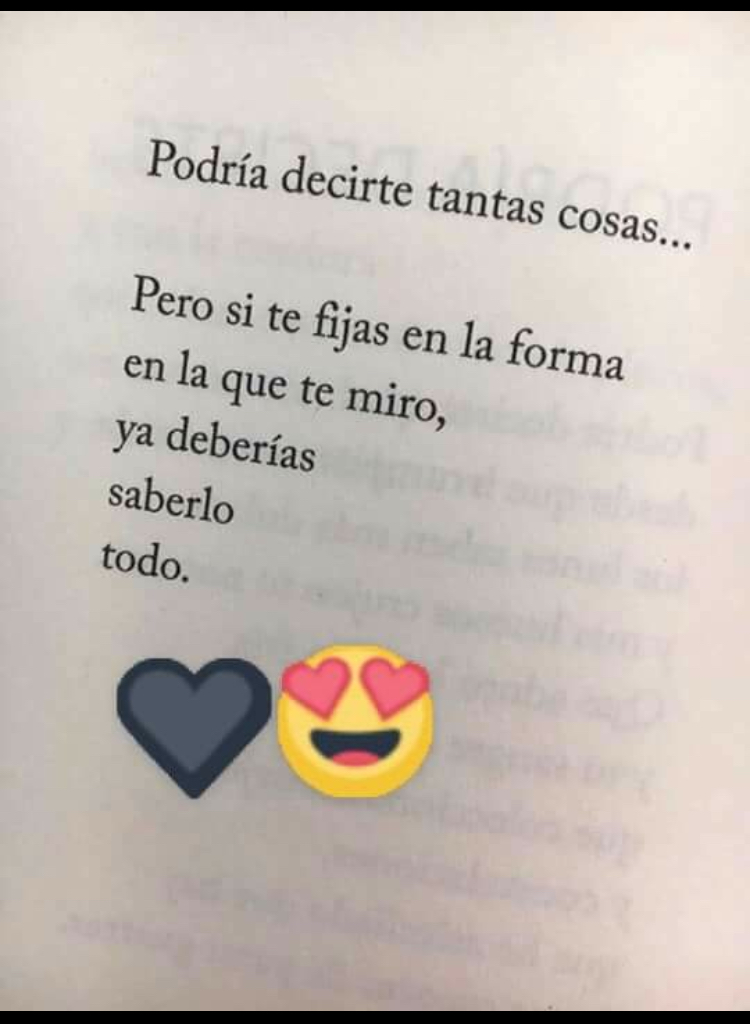 Podría decirte tantas cosas...
Pero si te fijas en la forma
en la que te miro,
ya deberías
saberlo
todo.